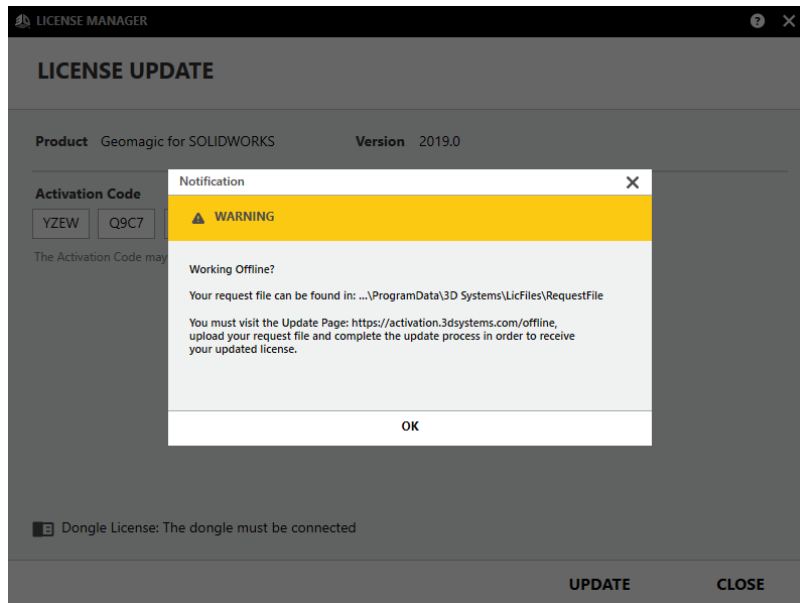 LICENSE MANAGER
LICENSE UPDATE
Product Geomagic for SOLIDWORKS Version 2019.0
Activation Code
YZEW Q9C7
The Activation Code may
Notification
WARNING
Working Offline?
Your request file can be found in: ...\ProgramData\3D Systems\LicFiles\RequestFile
You must visit the Update Page: https://activation.3dsystems.com/offline,
upload your request file and complete the update process in order to receive
your updated license.
OK
Dongle License: The dongle must be connected
UPDATE CLOSE